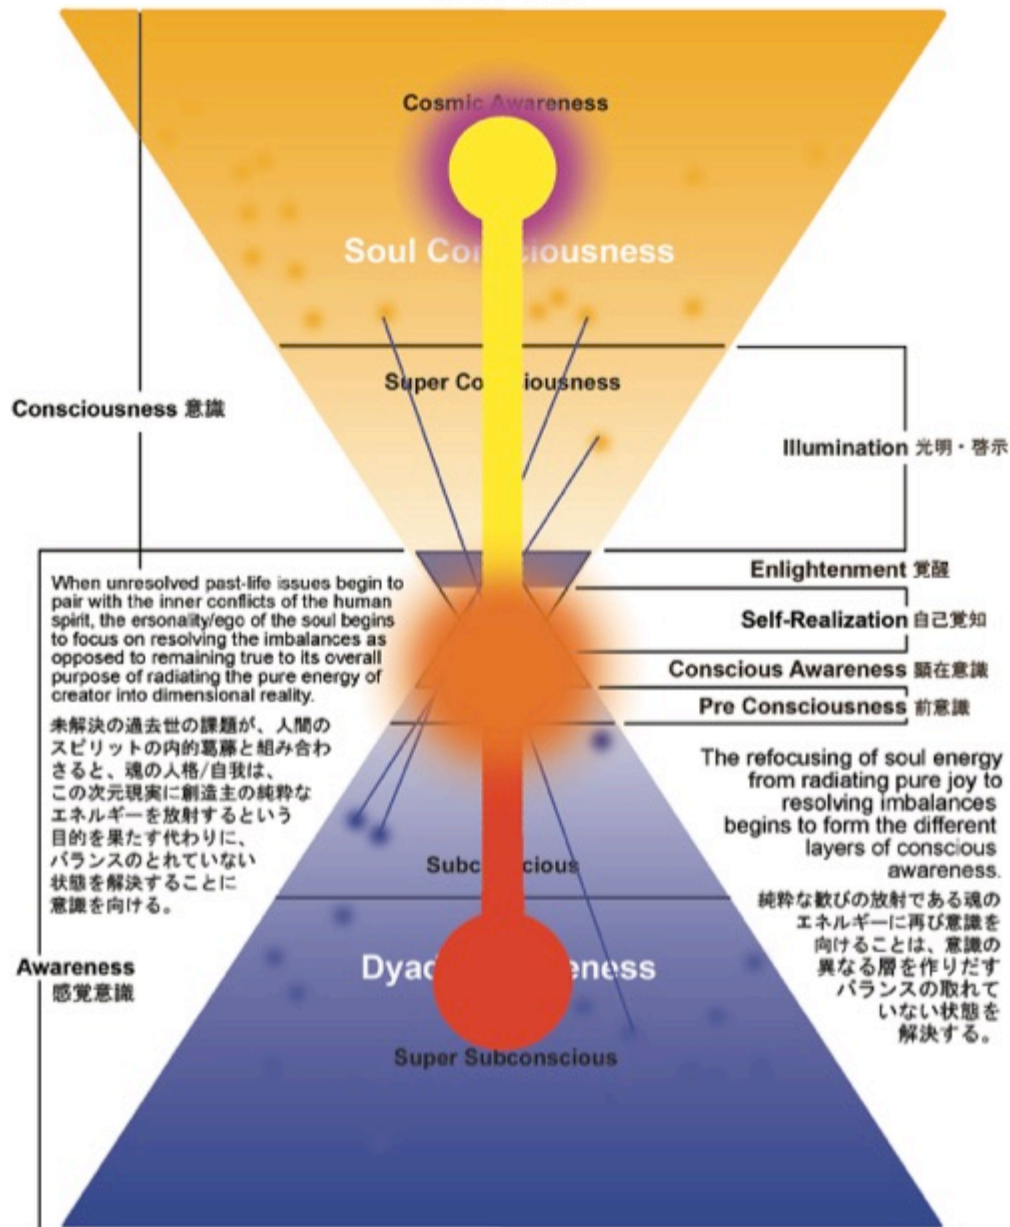 Cosmic Awareness
Soul Consciousness
Super Consciousness
Consciousness 意識
Illumination 光明・啓示
Enlightenment 覚醒
Self-Realization 自己覚知
Conscious Awareness 顕在意識
Pre Consciousness 前意識
When unresolved past-life issues begin to
pair with the inner conflicts of the human
spirit, the ersonality/ego of the soul begins
to focus on resolving the imbalances as
opposed to remaining true to its overall
purpose of radiating the pure energy of
creator into dimensional reality.
未解決の過去世の課題が、人間の
スピリットの内的葛藤と組み合わ
さると、魂の人格/自我は、
この次元現実に創造主の純粋な
エネルギーを放射するという
目的を果たす代わりに、
バランスのとれていない
状態を解決することに
意識を向ける。
The refocusing of soul energy
from radiating pure joy to
resolving imbalances
begins to form the different
layers of conscious
awareness.
純粋な歓びの放射である魂の
エネルギーに再び意識を
向けることは、意識の
異なる層を作りだす
バランスの取れて
いない状態を
解決する。
Subconscious
Awareness
感覚意識
Dyad eness
Super Subconscious